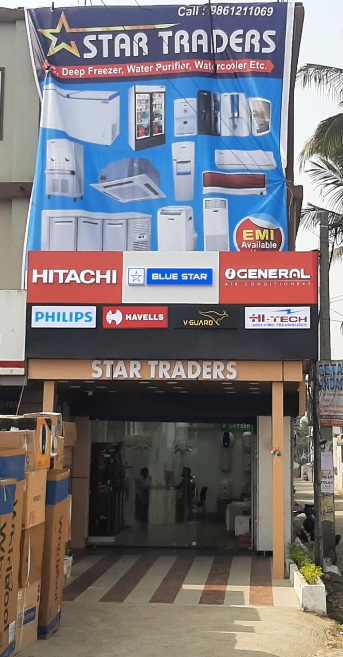 Call : 9861211069
STAR TRADERS
Deep Freezer, Water Purifier, Watercooler Etc.
EMI
Available
HITACHI
BLUE STAR
GENERAL
AIR CONDITIONERS
PHILIPS
HAVELLS
V-GUARD
HI-TECH
STAR TRADERS